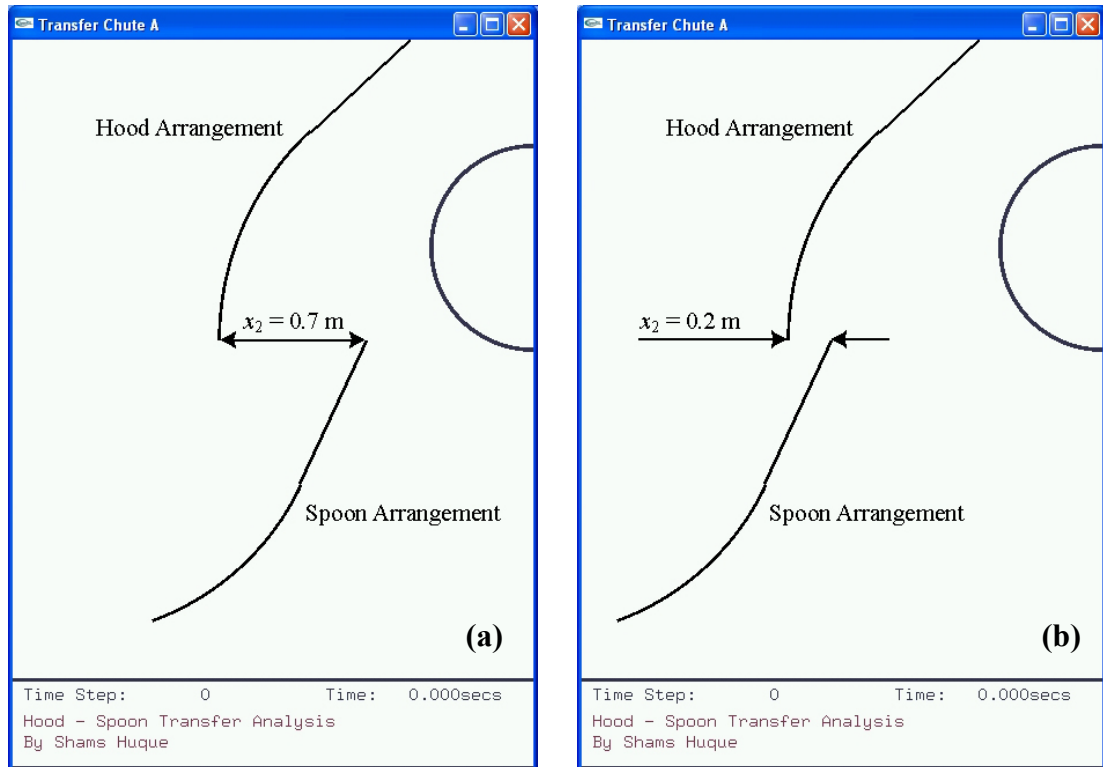 Transfer Chute A
Hood Arrangement
x2 = 0.7 m
Spoon Arrangement
(a)
Time Step: 0 Time: 0.000secs
Hood - Spoon Transfer Analysis
By Shams Huque
Transfer Chute A
Hood Arrangement
x2 = 0.2 m
Spoon Arrangement
(b)
Time Step: 0 Time: 0.000secs
Hood - Spoon Transfer Analysis
By Shams Huque